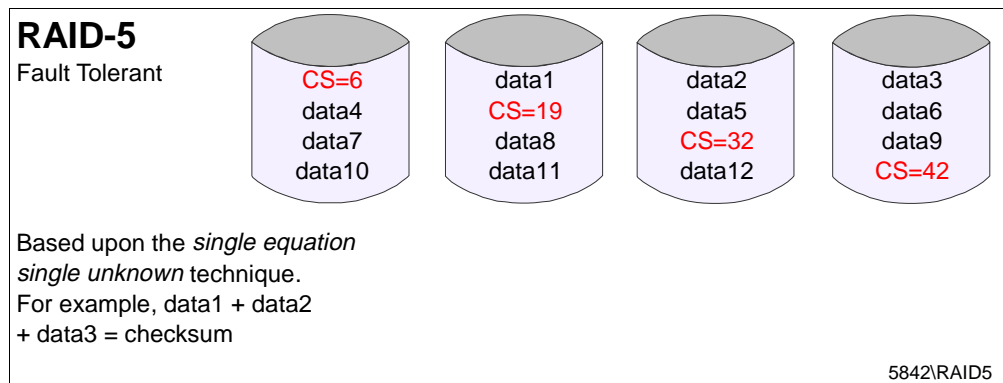 RAID-5
Fault Tolerant
CS=6
data4
data7
data10
data1
CS=19
data8
data11
data2
data5
CS=32
data12
data3
data6
data9
CS=42
Based upon the single equation
single unknown technique.
For example, data1 + data2
+ data3 = checksum
5842\RAID5